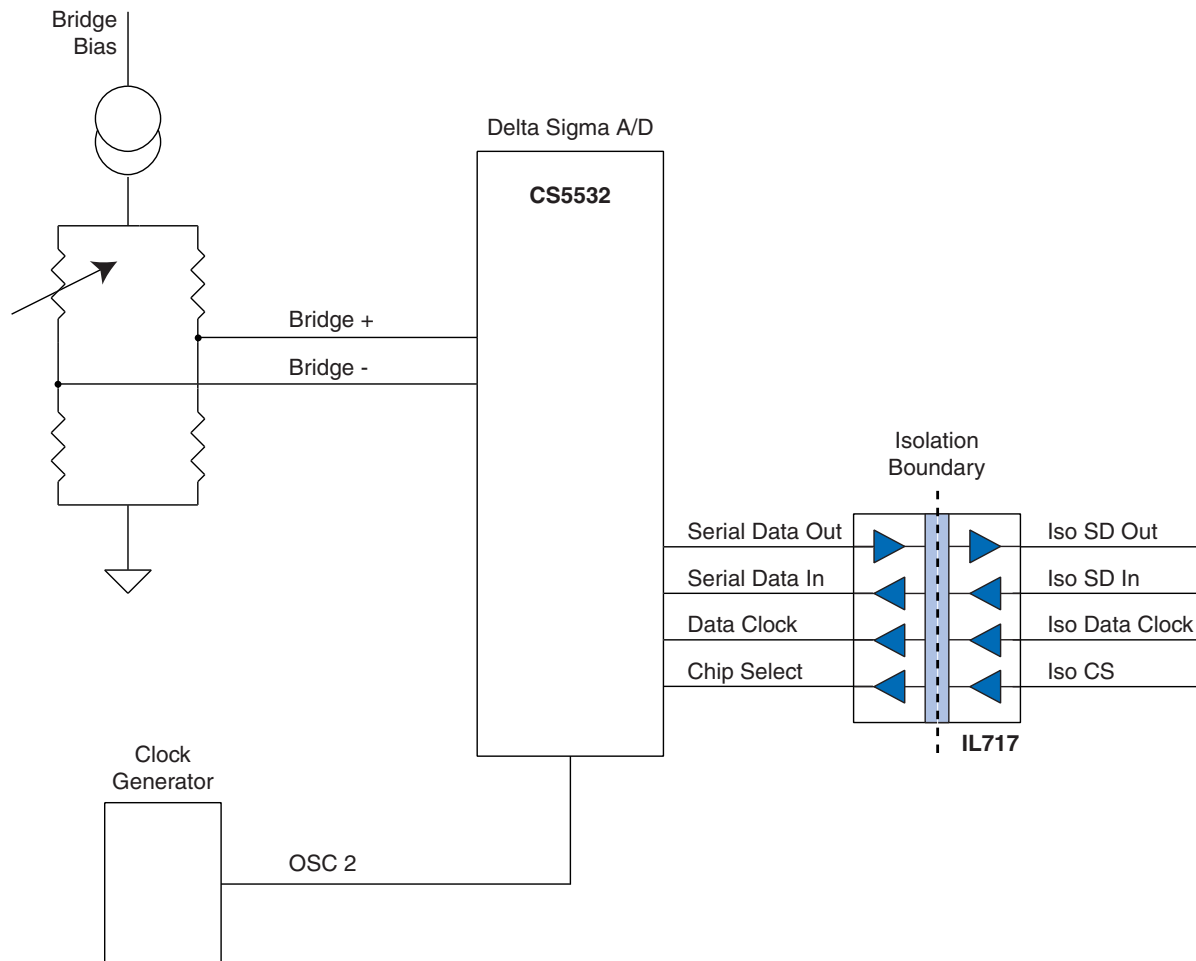 Bridge
Bias
Delta Sigma A/D
CS5532
Bridge +
Bridge -
Isolation
Boundary
Serial Data Out
Iso SD Out
Serial Data In
Iso SD In
Data Clock
Iso Data Clock
Chip Select
Iso CS
IL717
Clock
Generator
OSC 2